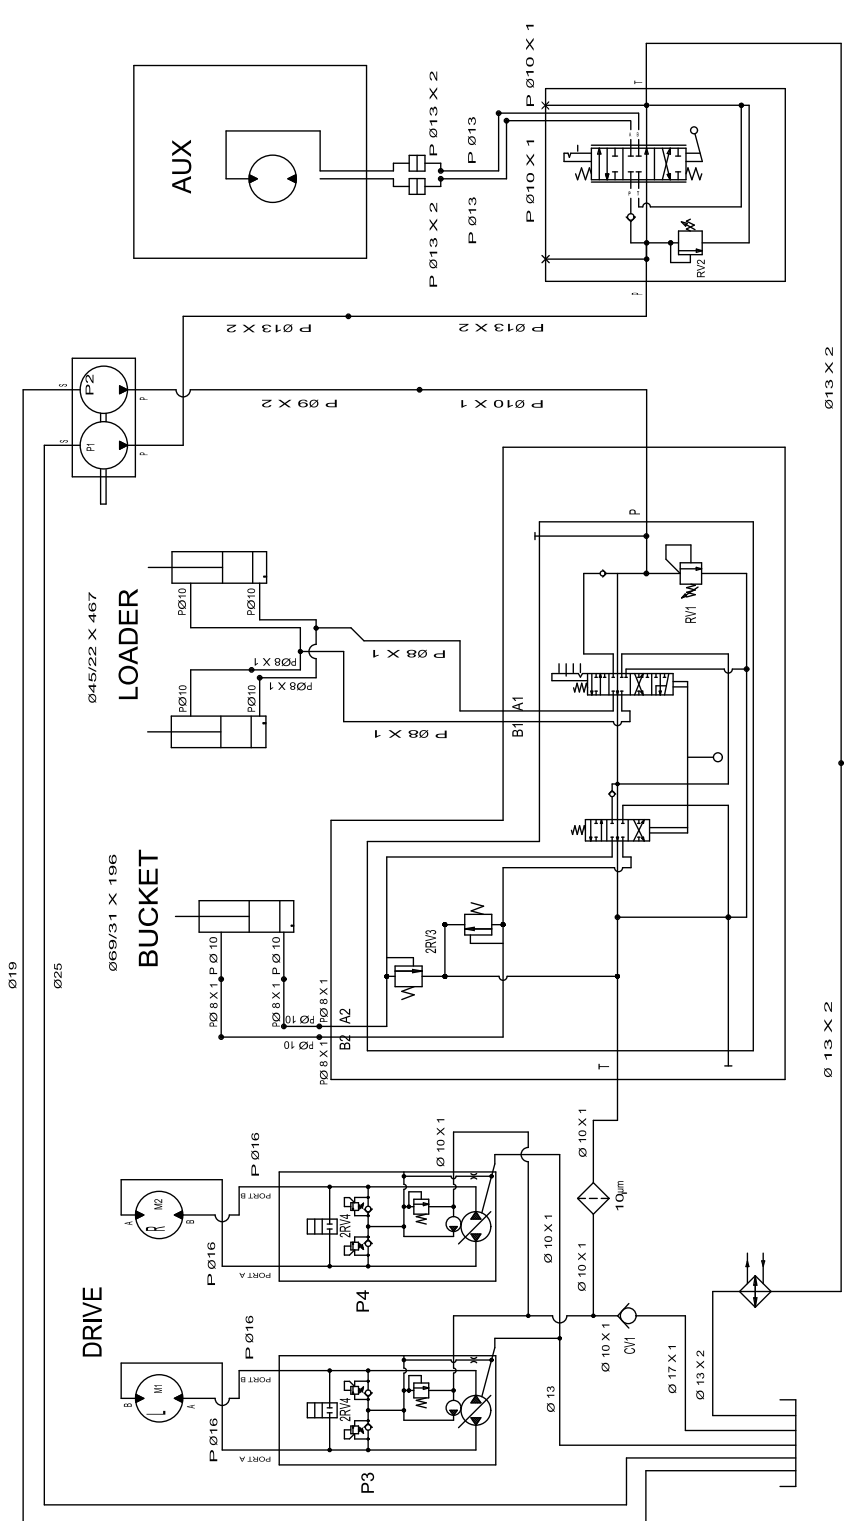 P Ø10 X 1
T
AUX
P Ø13 X 2
P Ø13
P Ø10 X 1
P Ø13 X 2
P Ø13
P
T
RV2
P
P Ø13 X 2
P Ø13 X 2
Ø13 X 2
S
P2
P
P Ø9 X 2
P Ø10 X 1
S
P1
P
P
Ø45/22 X 467
LOADER
PØ10
PØ10
RV1
PØ8 X 1
P Ø8 X 1
PØ10
PØ10
PØ8 X 1
A1
B1
P Ø8 X 1
Ø69/31 X 196
BUCKET
2RV3
Ø19
Ø25
PØ 8 X 1
P Ø 10
PØ 8 X 1
P Ø 10
PØ 10
PØ 8 X 1
A2
PØ 10
PØ 8 X 1
B2
T
Ø 13 X 2
P Ø16
Ø 10 X 1
Ø 10 X 1
A
M2
R
B
PORT B
2RV4
10µm
P Ø16
PORT A
P4
Ø 10 X 1
Ø 10 X 1
DRIVE
P Ø16
Ø 10 X 1
CV1
Ø 17 X 1
Ø 13 X 2
B
M1
L
A
PORT B
2RV4
Ø 13
P Ø16
PORT A
P3